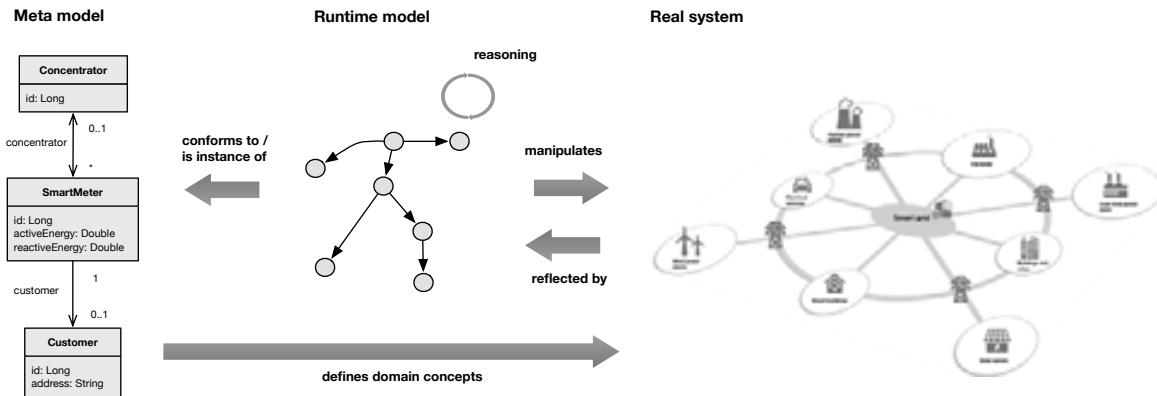 Meta model
Runtime model
Real system
Concentrator
id: Long
concentrator
0..1
*
SmartMeter
id: Long
activeEnergy: Double
reactiveEnergy: Double
customer
1
0..1
Customer
id: Long
address: String
conforms to /
is instance of
reasoning
manipulates
reflected by
defines domain concepts
Smart grid